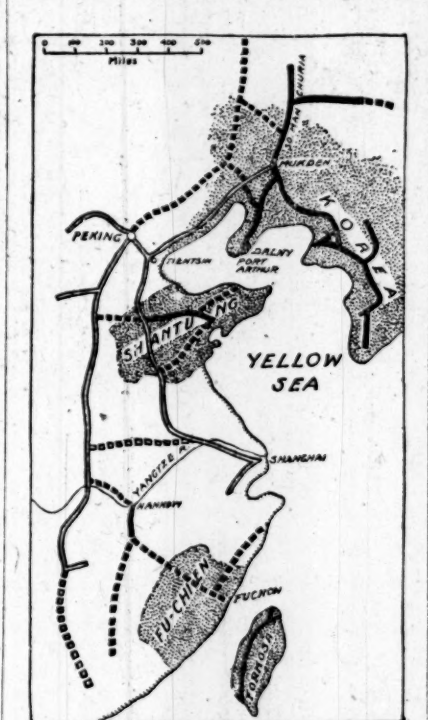 0 100 200 300 400 500
Miles
MANCHURIA
MUKDEN
KOREA
PEKING
TIENTSIN
DALNY
PORT
ARTHUR
SHANTUNG
YELLOW
SEA
YANGTZE R.
SHANGHAI
HANKOW
FU-CHIEN
FUCHOW
FORMOSA